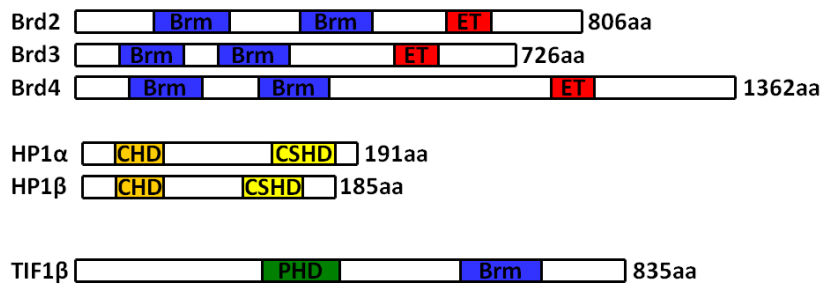 Brd2 Brm Brm ET 806aa
Brd3 Brm Brm ET 726aa
Brd4 Brm Brm ET 1362aa
HP1α CHD CSHD 191aa
HP1β CHD CSHD 185aa
TIF1β PHD Brm 835aa